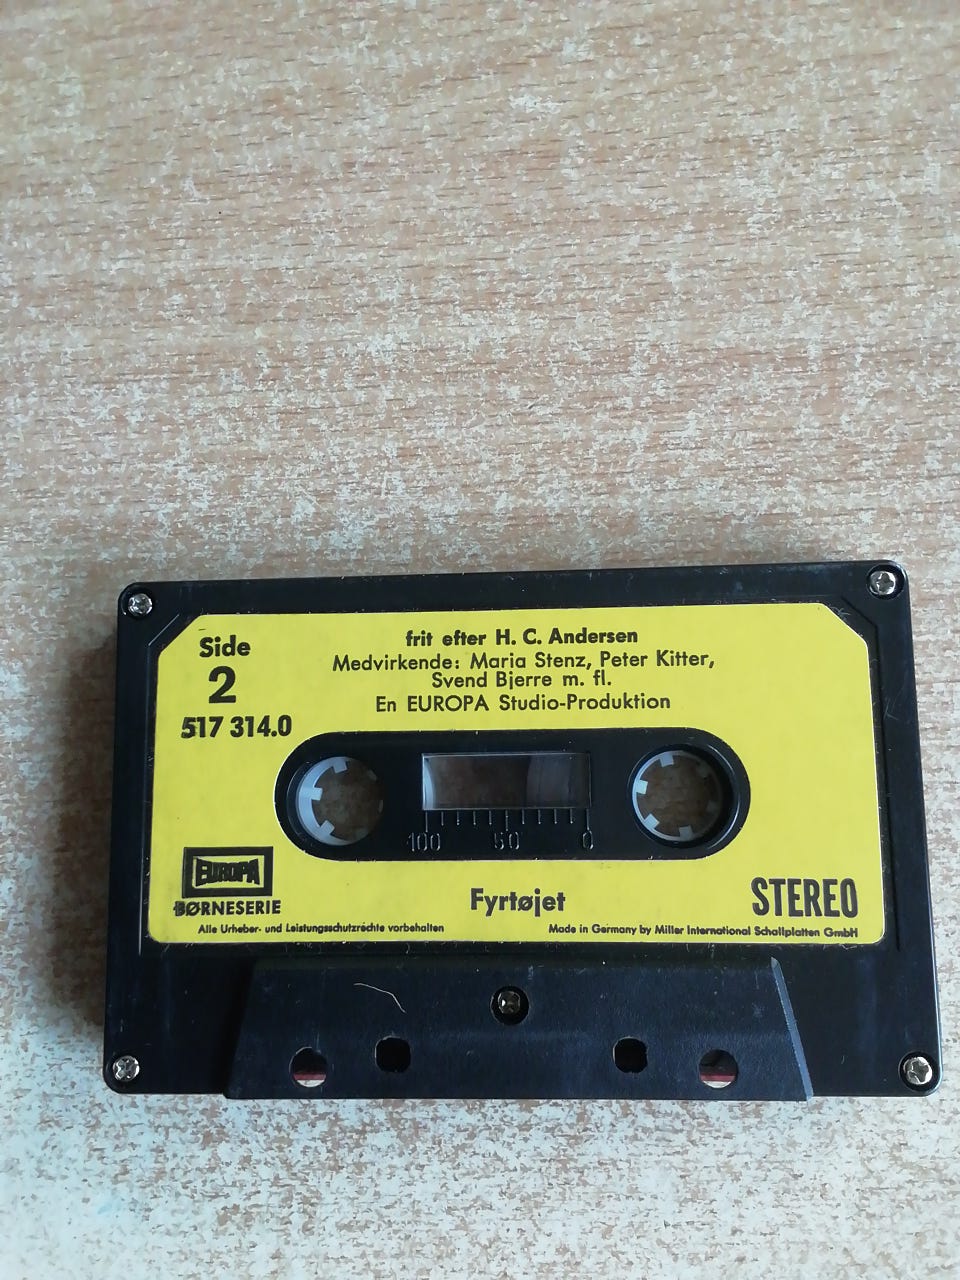 Side
2
517 314.0
frit efter H. C. Andersen
Medvirkende: Maria Stenz, Peter Kitter,
Svend Bjerre m. fl.
En EUROPA Studio-Produktion
100 50 0
EUROPA
BØRNESERIE
Fyrtøjet
STEREO
Alle Urheber- und Leistungsschutzrechte vorbehalten
Made in Germany by Miller International Schallplatten GmbH